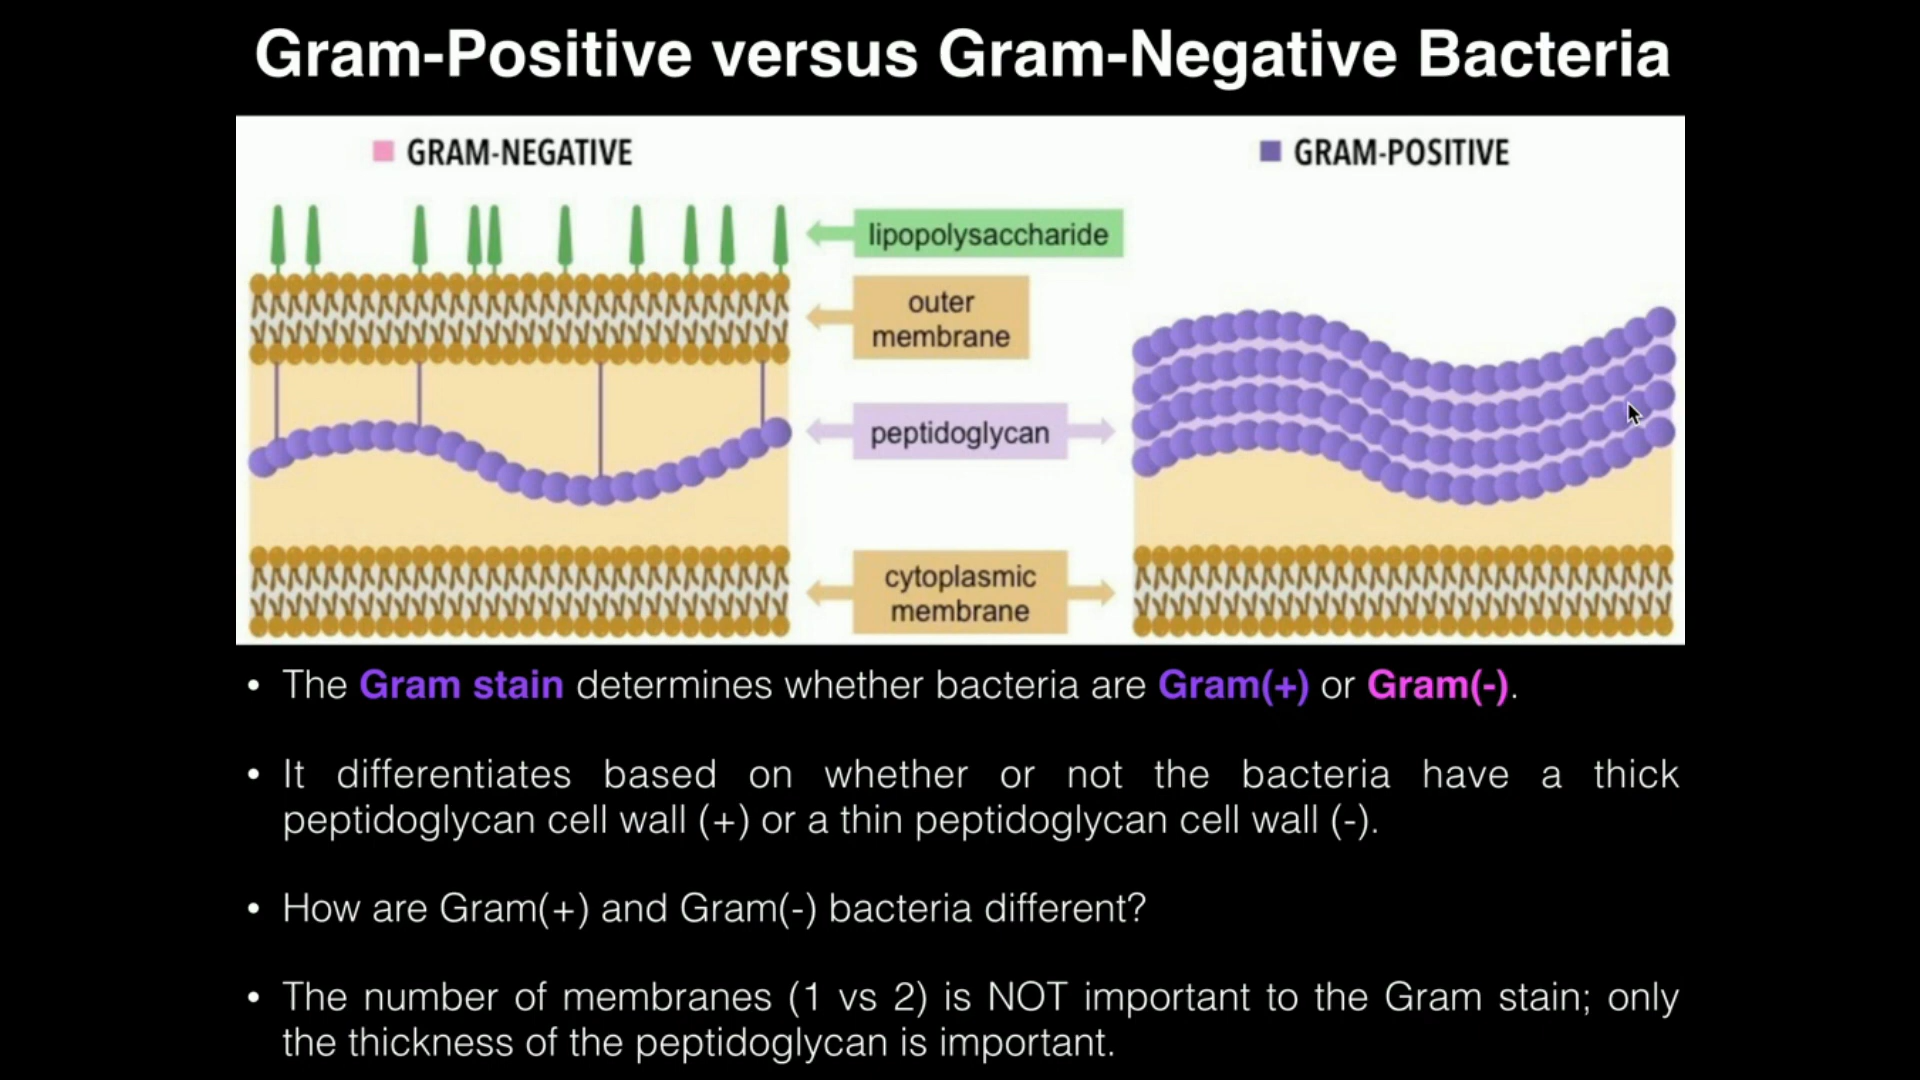 Gram-Positive versus Gram-Negative Bacteria
GRAM-NEGATIVE
GRAM-POSITIVE
lipopolysaccharide
outer
membrane
peptidoglycan
cytoplasmic
membrane
• The Gram stain determines whether bacteria are Gram(+) or Gram(-).
• It differentiates based on whether or not the bacteria have a thick
peptidoglycan cell wall (+) or a thin peptidoglycan cell wall (-).
• How are Gram(+) and Gram(-) bacteria different?
• The number of membranes (1 vs 2) is NOT important to the Gram stain; only
the thickness of the peptidoglycan is important.